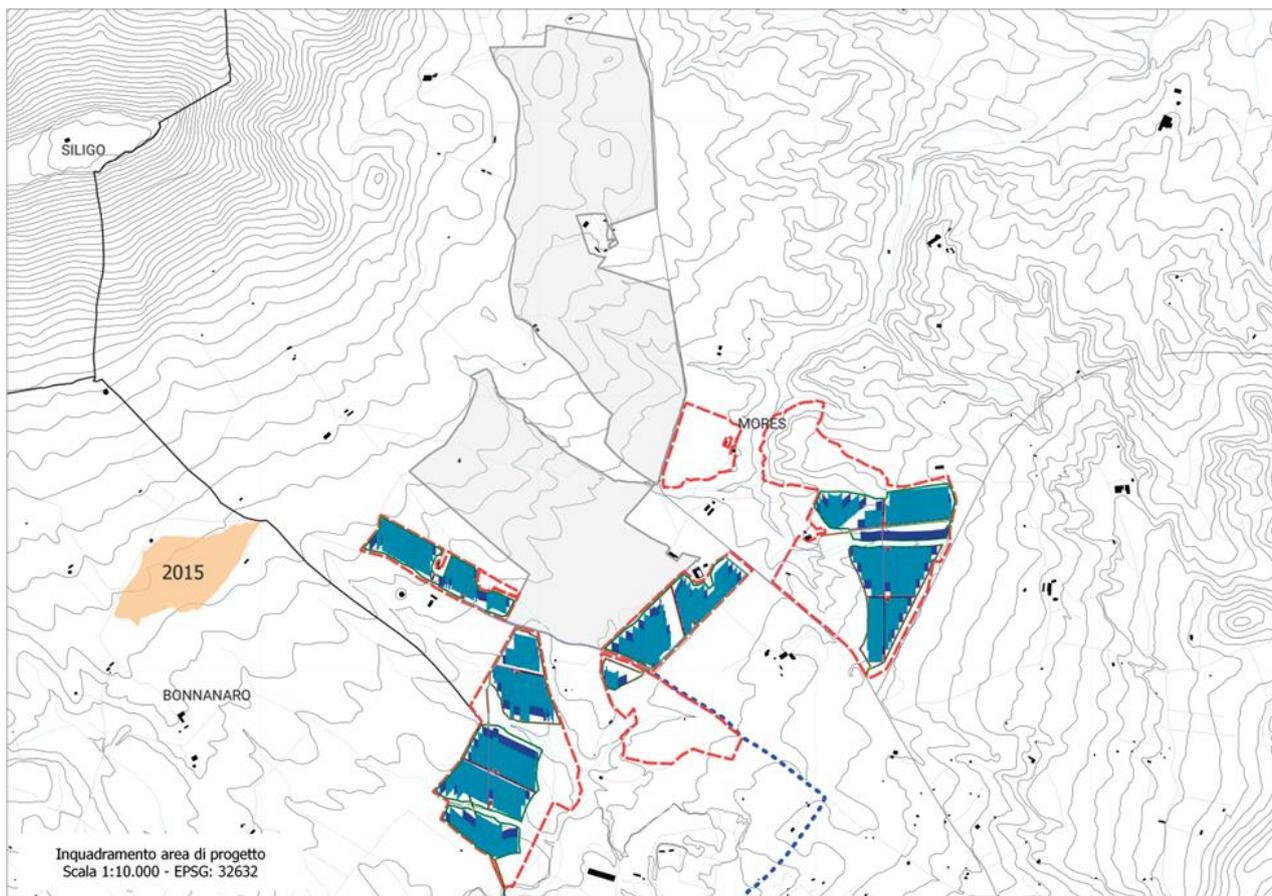 SILIGO
MORES
2015
BONNANARO
Inquadramento area di progetto
Scala 1:10.000 - EPSG: 32632